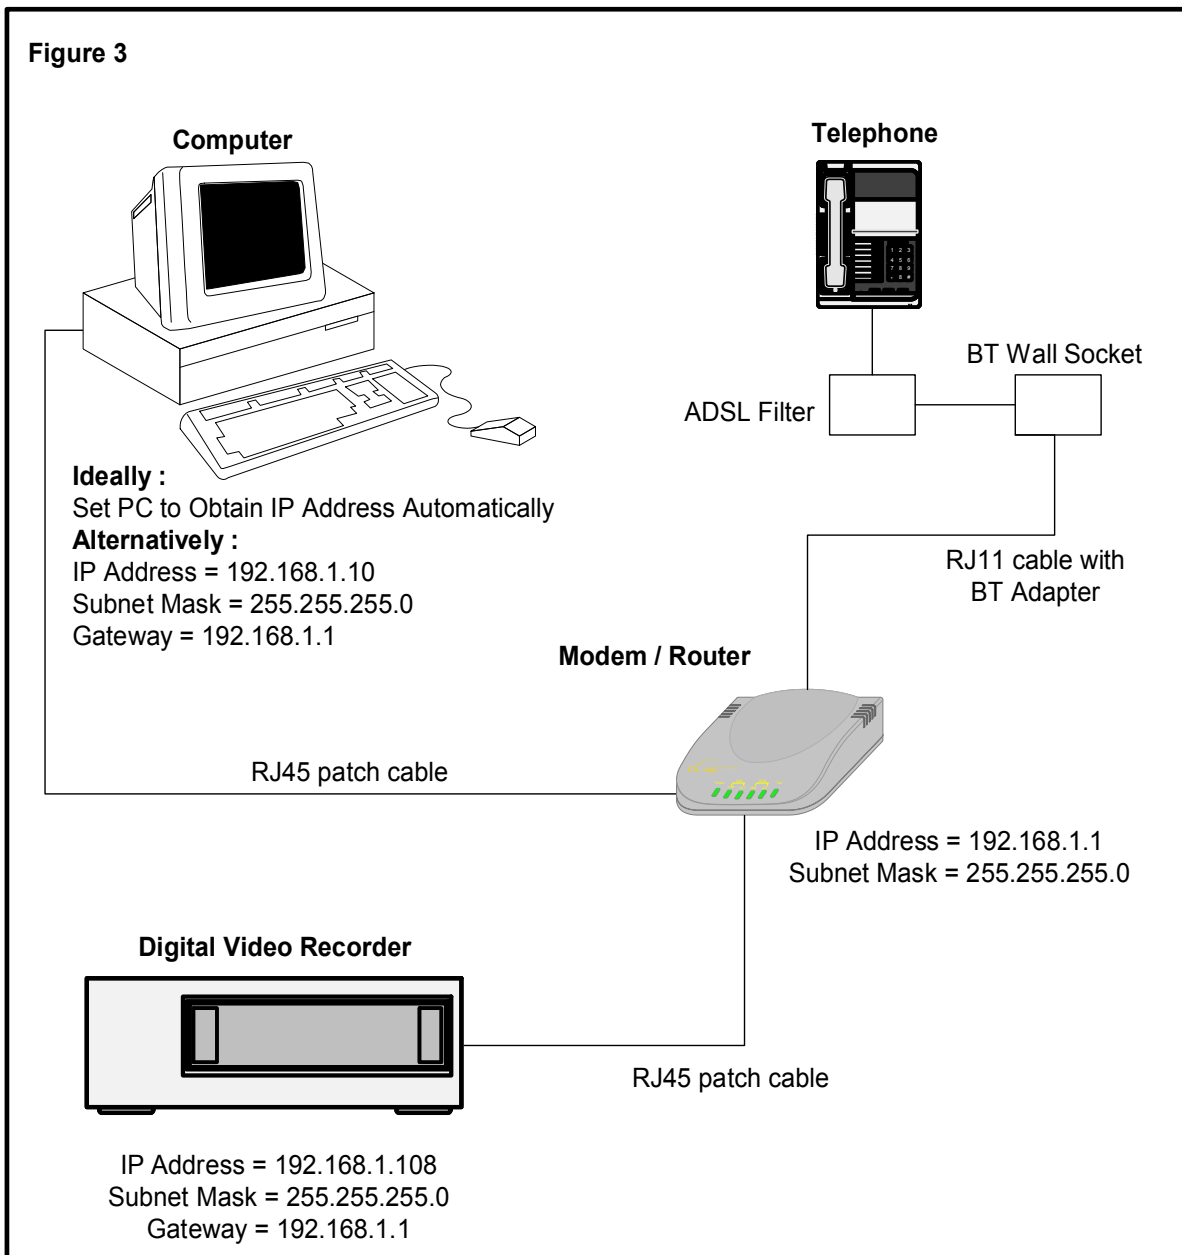 Figure 3
Computer
Telephone
BT Wall Socket
ADSL Filter
Ideally :
Set PC to Obtain IP Address Automatically
Alternatively :
IP Address = 192.168.1.10
Subnet Mask = 255.255.255.0
Gateway = 192.168.1.1
RJ11 cable with
BT Adapter
Modem / Router
RJ45 patch cable
IP Address = 192.168.1.1
Subnet Mask = 255.255.255.0
Digital Video Recorder
RJ45 patch cable
IP Address = 192.168.1.108
Subnet Mask = 255.255.255.0
Gateway = 192.168.1.1